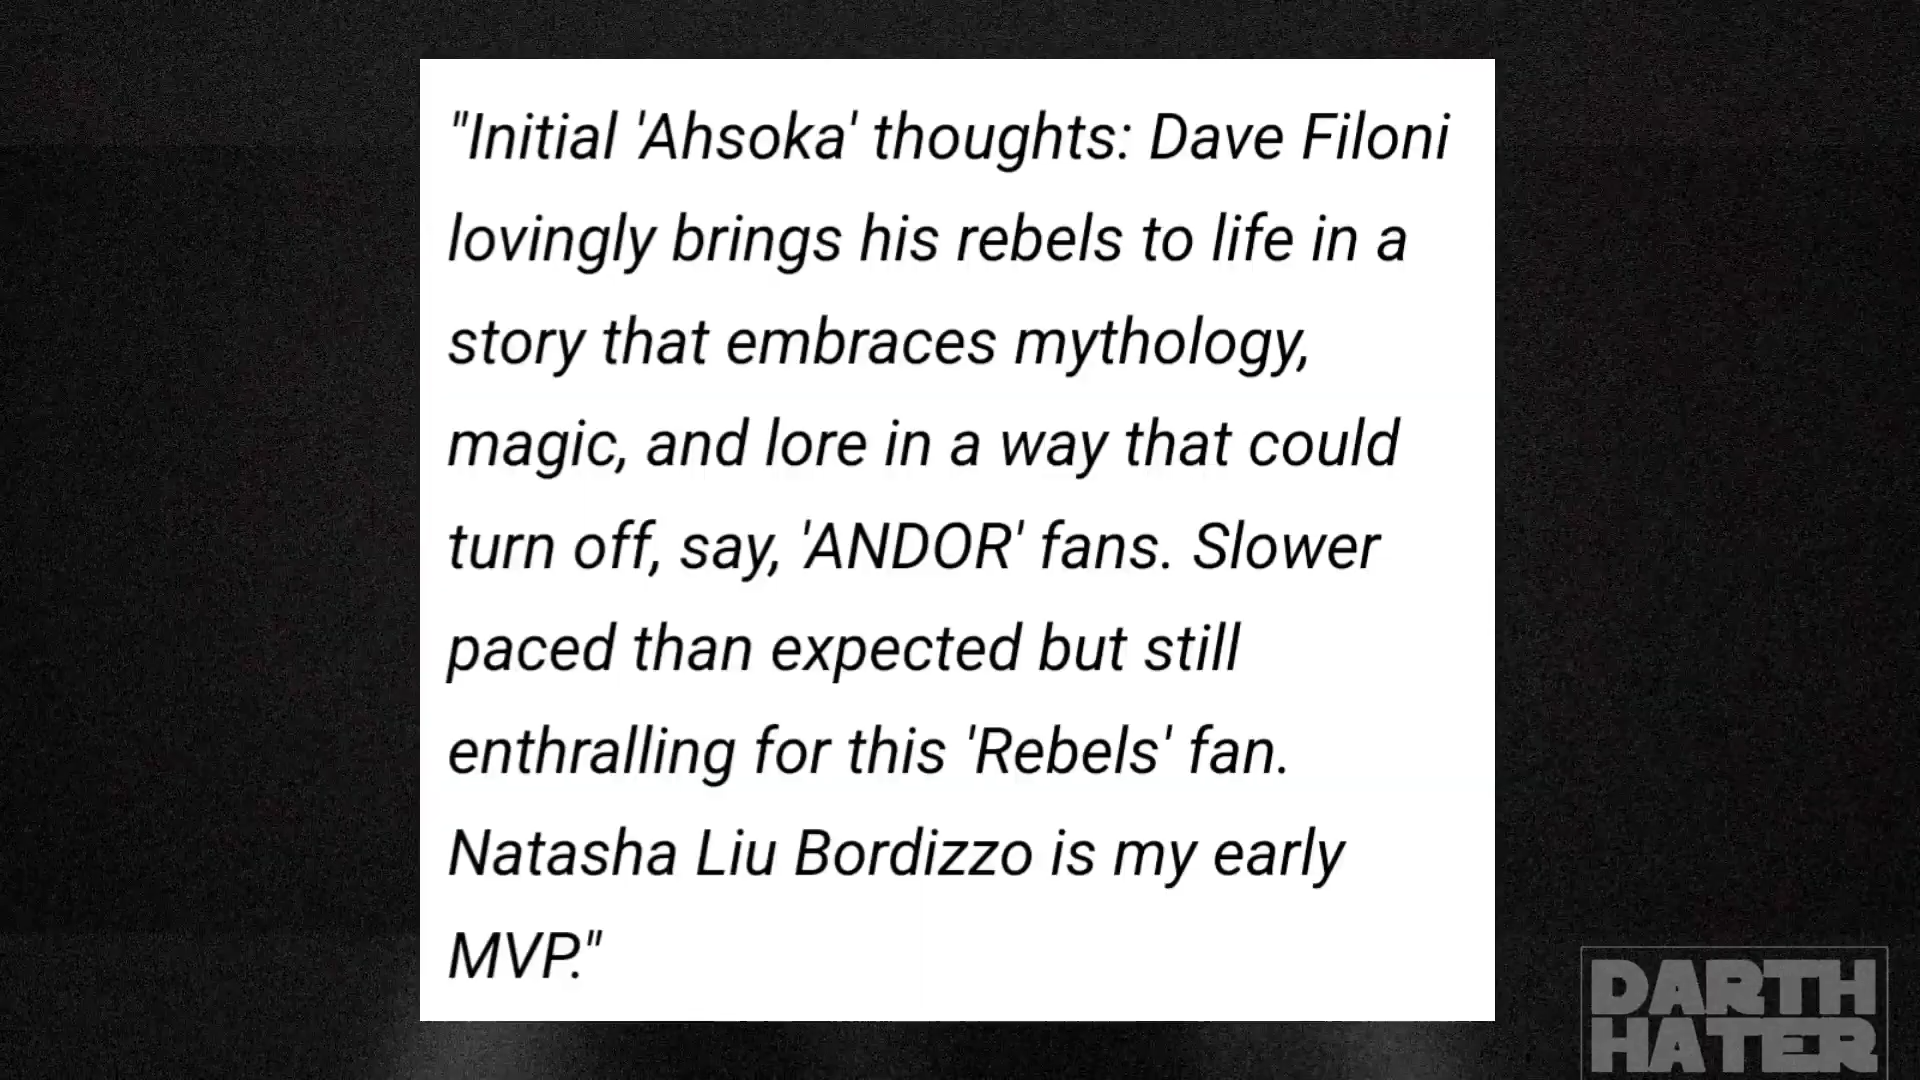 "Initial 'Ahsoka' thoughts: Dave Filoni
lovingly brings his rebels to life in a
story that embraces mythology,
magic, and lore in a way that could
turn off, say, 'ANDOR' fans. Slower
paced than expected but still
enthralling for this 'Rebels' fan.
Natasha Liu Bordizzo is my early
MVP."
DARTH
HATER